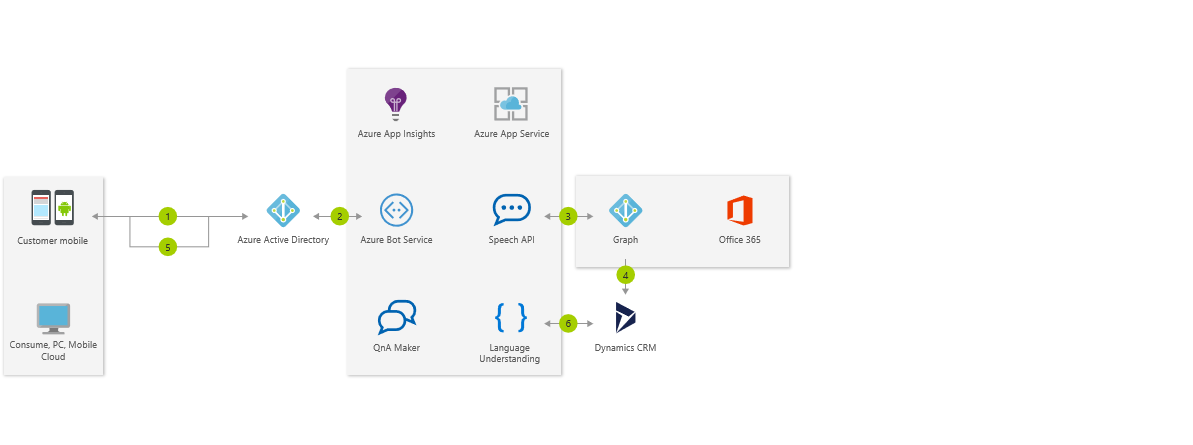 Azure App Insights
Azure App Service
Customer mobile
1
5
Azure Active Directory
2
Azure Bot Service
Speech API
3
Graph
Office 365
4
Consume, PC, Mobile
Cloud
QnA Maker
Language
Understanding
6
Dynamics CRM